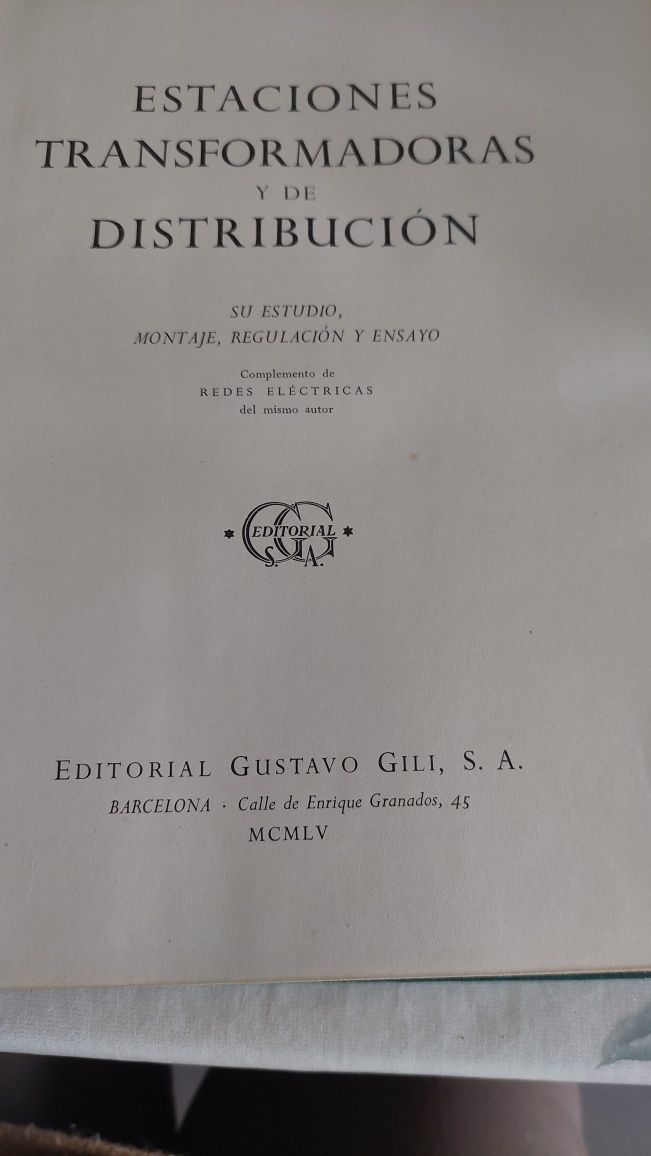 ESTACIONES
TRANSFORMADORAS
Y DE
DISTRIBUCIÓN
SU ESTUDIO,
MONTAJE, REGULACIÓN Y ENSAYO
Complemento de
REDES ELÉCTRICAS
del mismo autor
GG
EDITORIAL
S. A.
EDITORIAL GUSTAVO GILI, S. A.
BARCELONA · Calle de Enrique Granados, 45
MCMLV